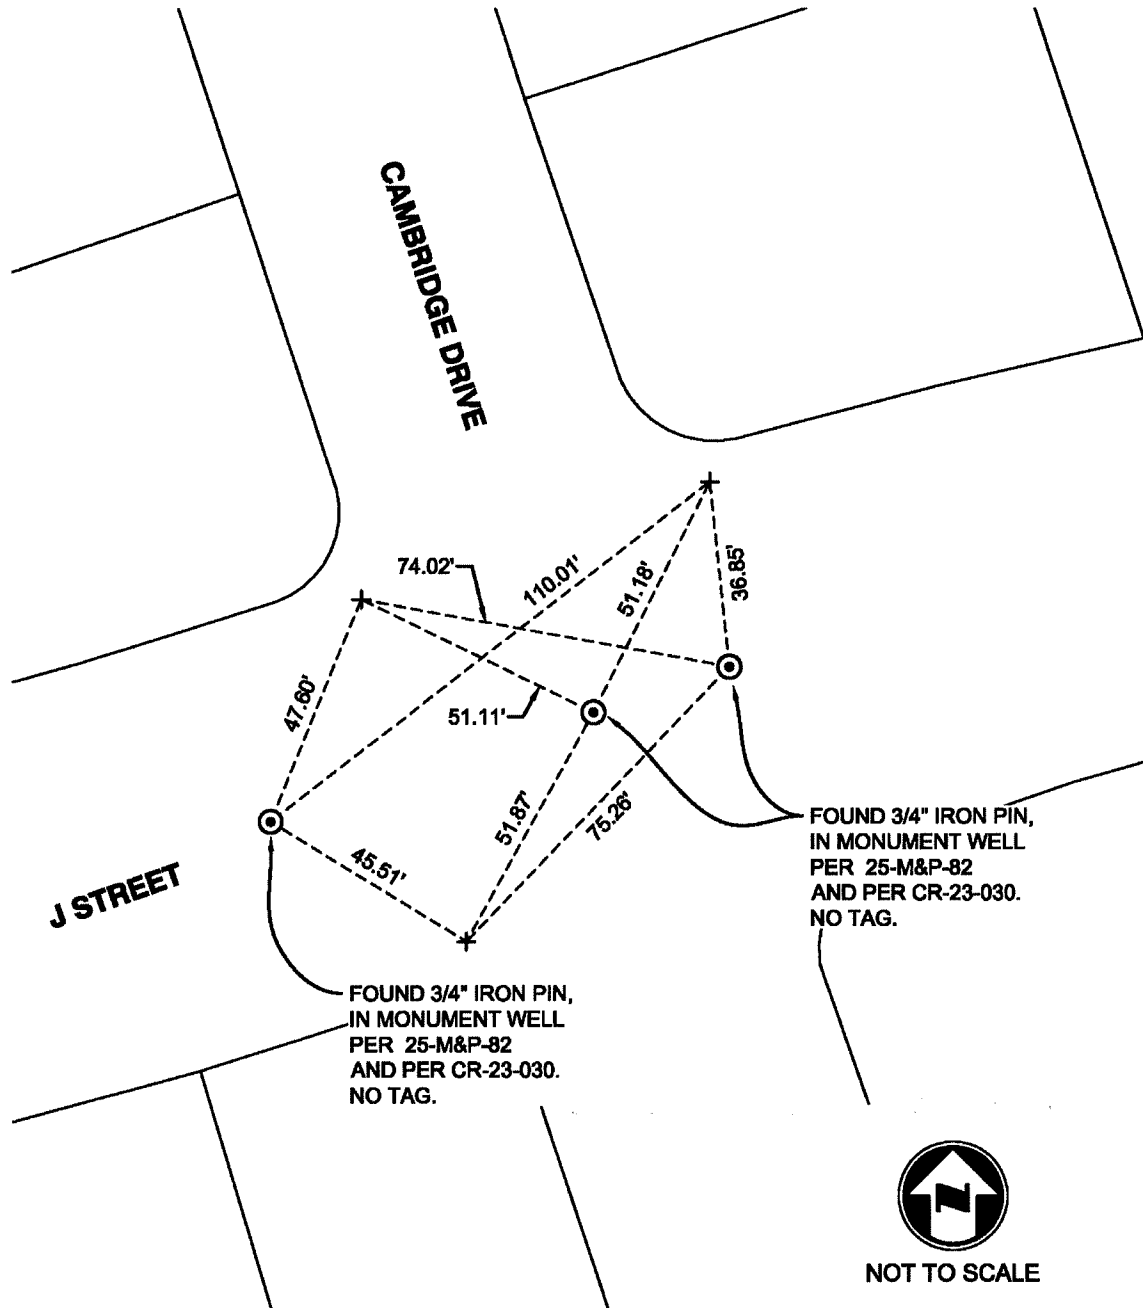 CAMBRIDGE DRIVE
74.02'
110.01'
51.18'
36.85'
47.60'
51.11'
51.87'
75.26'
45.51'
J STREET
FOUND 3/4" IRON PIN,
IN MONUMENT WELL
PER 25-M&P-82
AND PER CR-23-030.
NO TAG.
FOUND 3/4" IRON PIN,
IN MONUMENT WELL
PER 25-M&P-82
AND PER CR-23-030.
NO TAG.
N
NOT TO SCALE